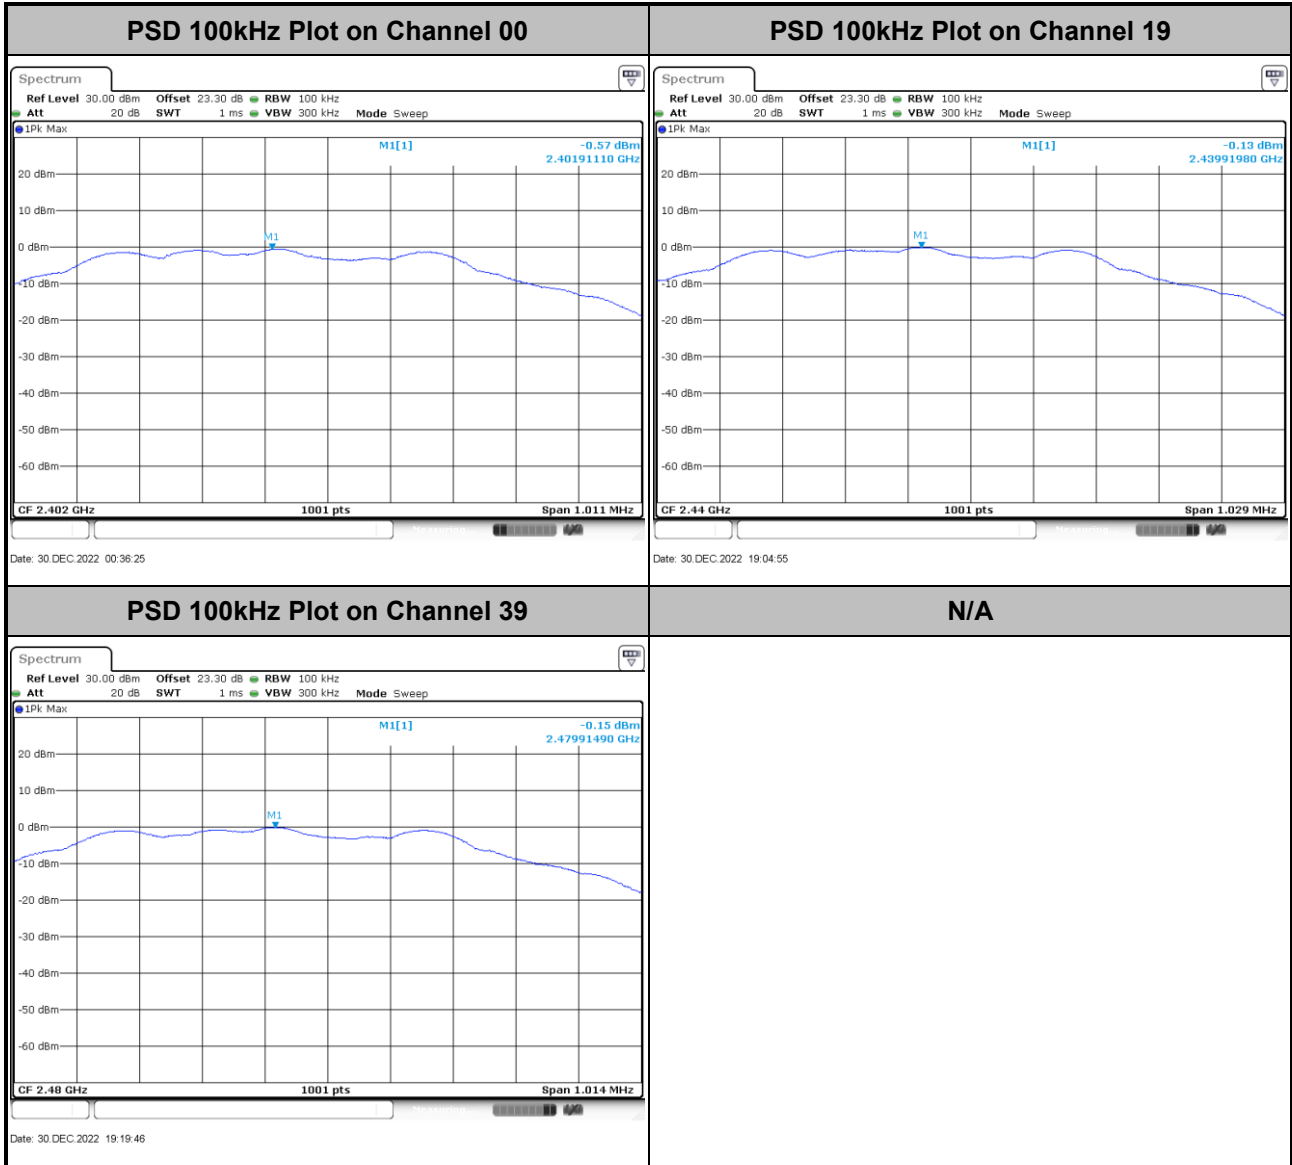 PSD 100kHz Plot on Channel 00
Spectrum
Ref Level 30.00 dBm Offset 23.30 dB RBW 100 kHz
Att 20 dB SWT 1 ms VBW 300 kHz Mode Sweep
1Pk Max
M1[1] -0.57 dBm
2.40191110 GHz
20 dBm
10 dBm
M1
0 dBm
-10 dBm
-20 dBm
-30 dBm
-40 dBm
-50 dBm
-60 dBm
CF 2.402 GHz 1001 pts Span 1.011 MHz
Measuring
Date: 30.DEC.2022 00:36:25
PSD 100kHz Plot on Channel 19
Spectrum
Ref Level 30.00 dBm Offset 23.30 dB RBW 100 kHz
Att 20 dB SWT 1 ms VBW 300 kHz Mode Sweep
1Pk Max
M1[1] -0.13 dBm
2.43991980 GHz
20 dBm
10 dBm
M1
0 dBm
-10 dBm
-20 dBm
-30 dBm
-40 dBm
-50 dBm
-60 dBm
CF 2.44 GHz 1001 pts Span 1.029 MHz
Measuring
Date: 30.DEC.2022 19:04:55
PSD 100kHz Plot on Channel 39
Spectrum
Ref Level 30.00 dBm Offset 23.30 dB RBW 100 kHz
Att 20 dB SWT 1 ms VBW 300 kHz Mode Sweep
1Pk Max
M1[1] -0.15 dBm
2.47991490 GHz
20 dBm
10 dBm
M1
0 dBm
-10 dBm
-20 dBm
-30 dBm
-40 dBm
-50 dBm
-60 dBm
CF 2.48 GHz 1001 pts Span 1.014 MHz
Measuring
Date: 30.DEC.2022 19:19:46
N/A